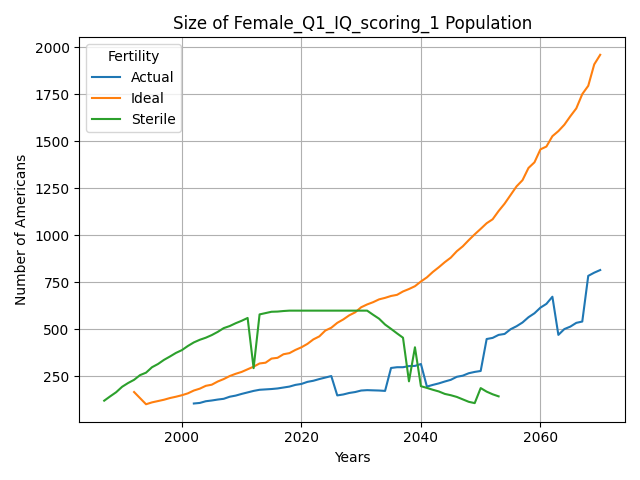 Size of Female_Q1_IQ_scoring_1 Population
Fertility
Actual
Ideal
Sterile
Number of Americans
2000
1750
1500
1250
1000
750
500
250
2000
2020
2040
2060
Years